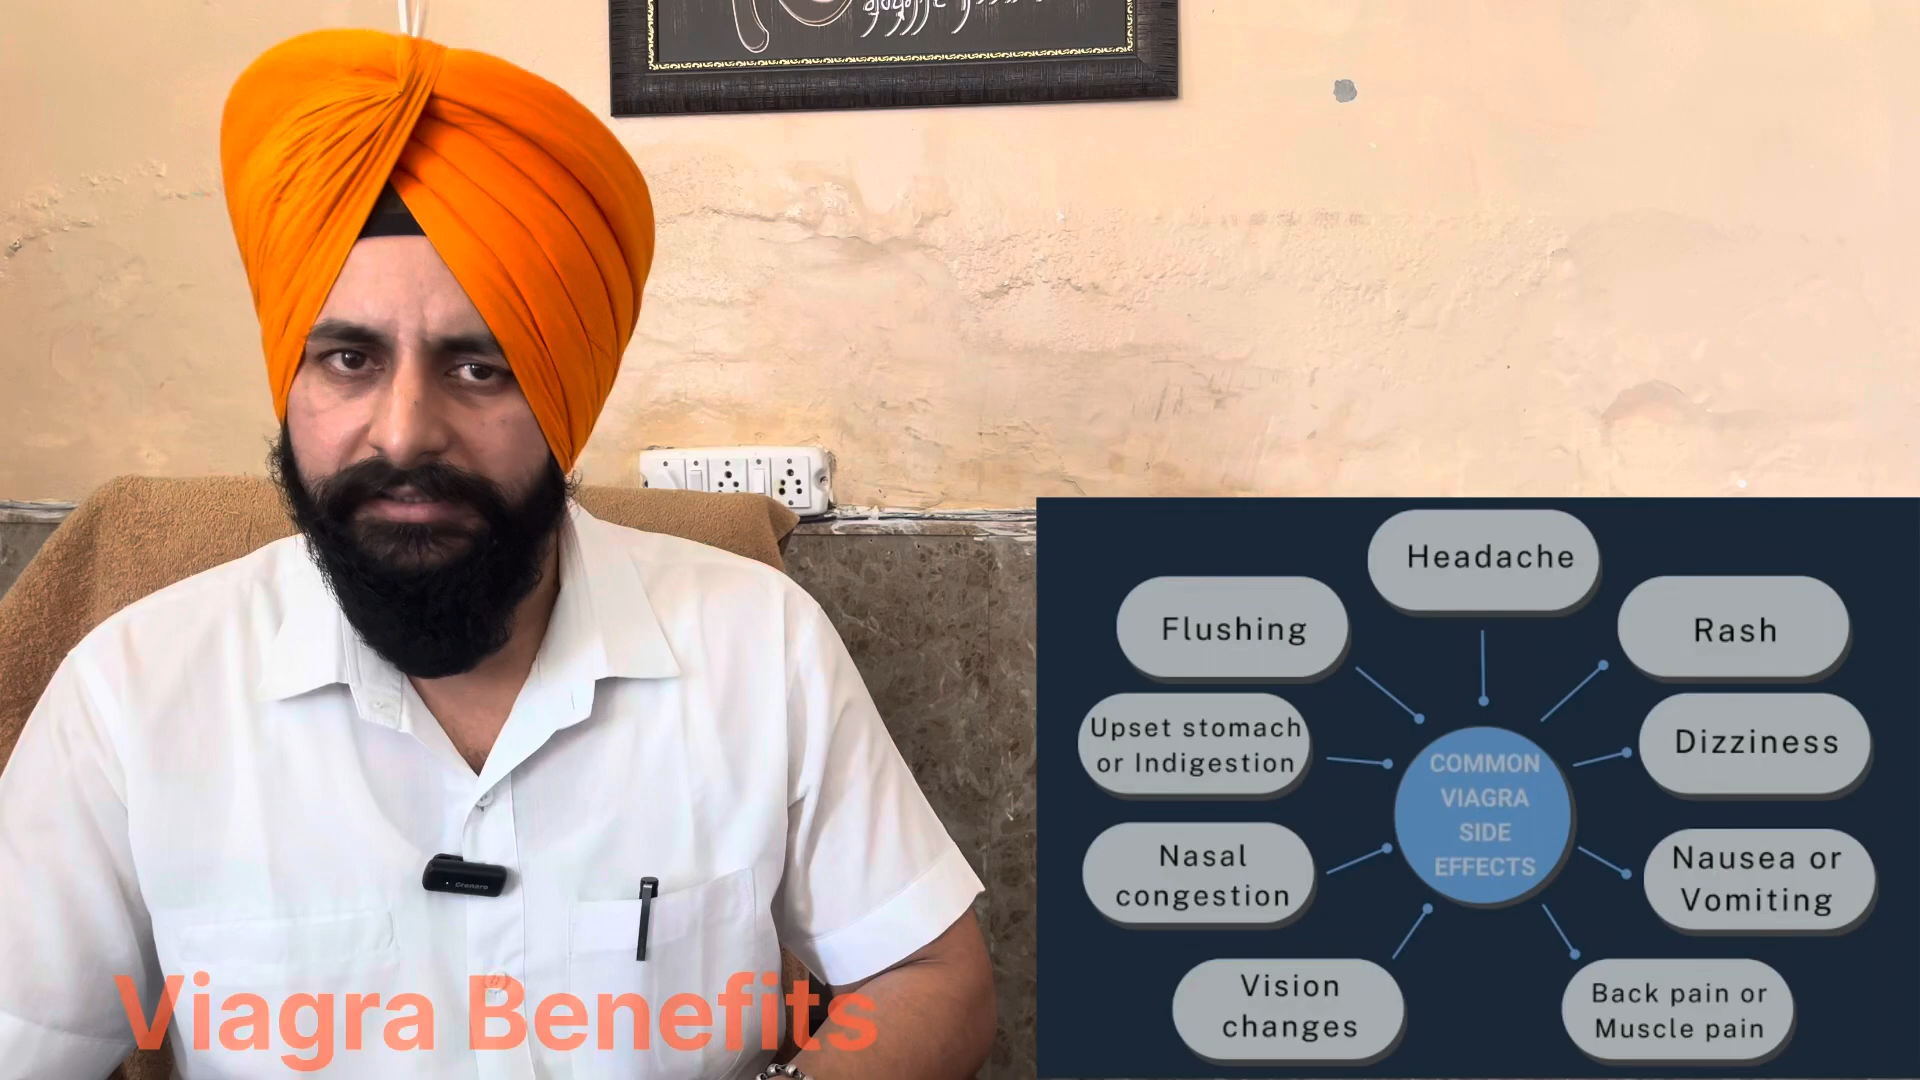 Headache
Flushing
Rash
Upset stomach
or Indigestion
Dizziness
COMMON
VIAGRA
SIDE
EFFECTS
Nasal
congestion
Nausea or
Vomiting
Vision
changes
Back pain or
Muscle pain
Viagra Benefits